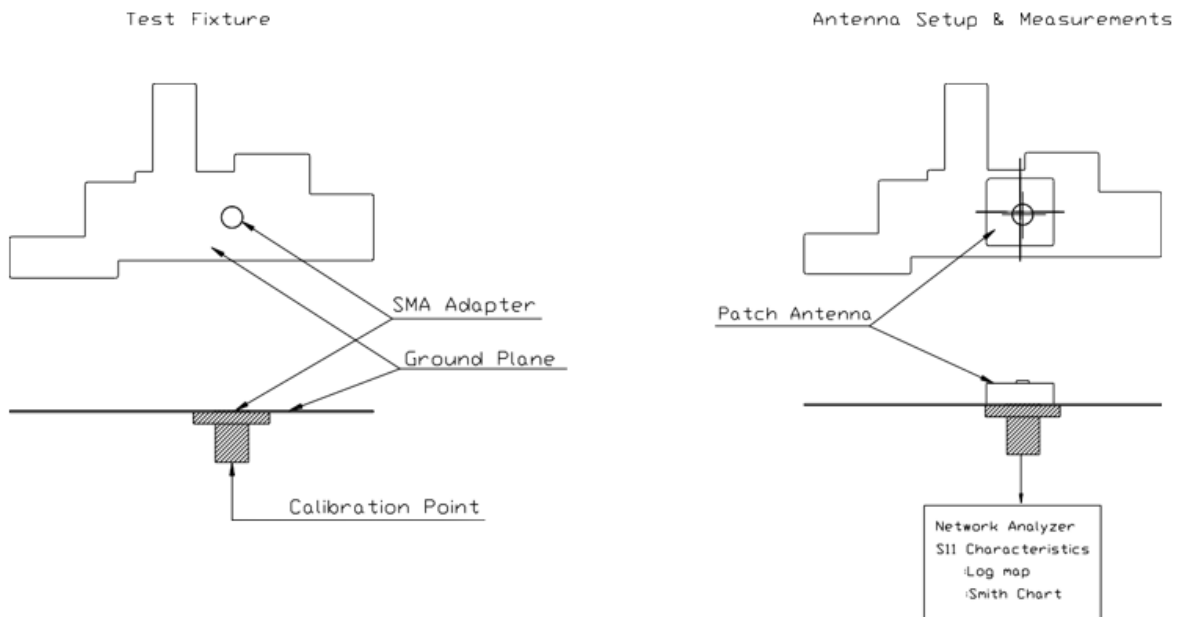 Test Fixture
Antenna Setup & Measurements
SMA Adapter
Ground Plane
Calibration Point
Patch Antenna
Network Analyzer
S11 Characteristics
:Log map
:Smith Chart